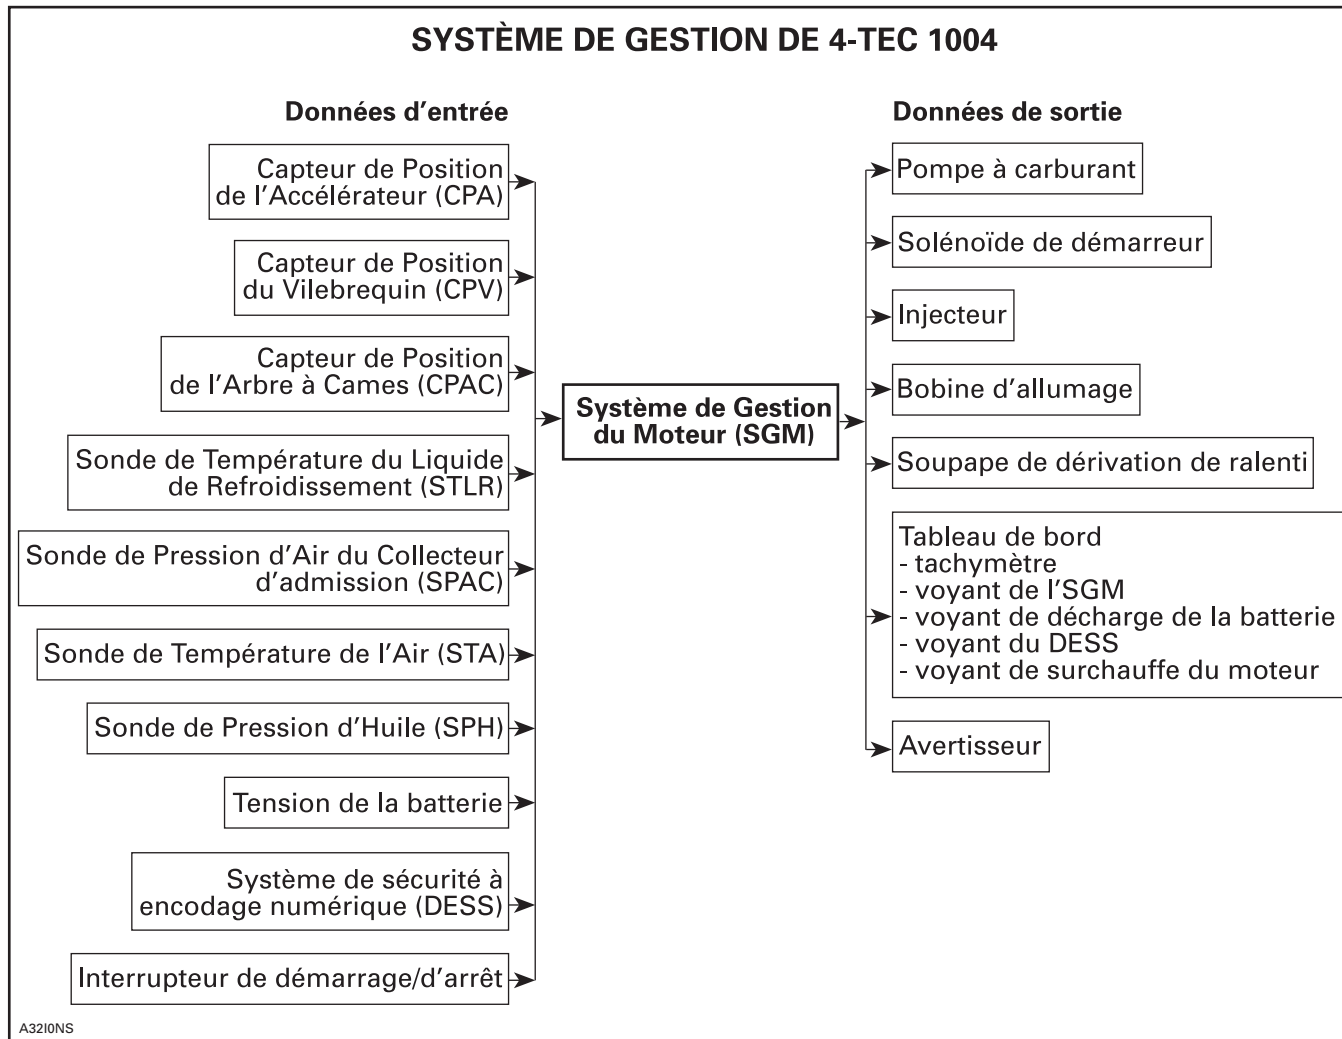 SYSTÈME DE GESTION DE 4-TEC 1004
Données d'entrée
Capteur de Position
de l'Accélérateur (CPA)
Capteur de Position
du Vilebrequin (CPV)
Capteur de Position
de l'Arbre à Cames (CPAC)
Sonde de Température du Liquide
de Refroidissement (STLR)
Sonde de Pression d'Air du Collecteur
d'admission (SPAC)
Sonde de Température de l'Air (STA)
Sonde de Pression d'Huile (SPH)
Tension de la batterie
Système de sécurité à
encodage numérique (DESS)
Interrupteur de démarrage/d'arrêt
Système de Gestion
du Moteur (SGM)
Données de sortie
Pompe à carburant
Solénoïde de démarreur
Injecteur
Bobine d'allumage
Soupape de dérivation de ralenti
Tableau de bord
- tachymètre
- voyant de l'SGM
- voyant de décharge de la batterie
- voyant du DESS
- voyant de surchauffe du moteur
Avertisseur
A32I0NS